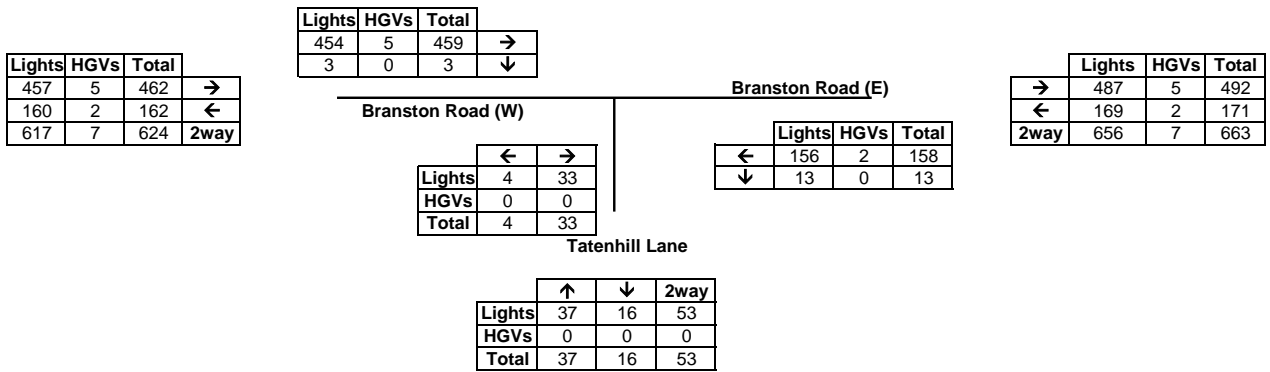 Lights HGVs Total
454 5 459 →
3 0 3 ↓
Lights HGVs Total
457 5 462 →
160 2 162 ←
617 7 624 2way
Lights HGVs Total
→ 487 5 492
← 169 2 171
2way 656 7 663
Branston Road (E)
Branston Road (W)
Lights HGVs Total
← 156 2 158
↓ 13 0 13
← →
Lights 4 33
HGVs 0 0
Total 4 33
Tatenhill Lane
↑ ↓ 2way
Lights 37 16 53
HGVs 0 0 0
Total 37 16 53